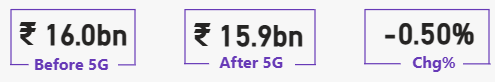 ₹ 16.0bn
Before 5G
₹ 15.9bn
After 5G
-0.50%
Chg%